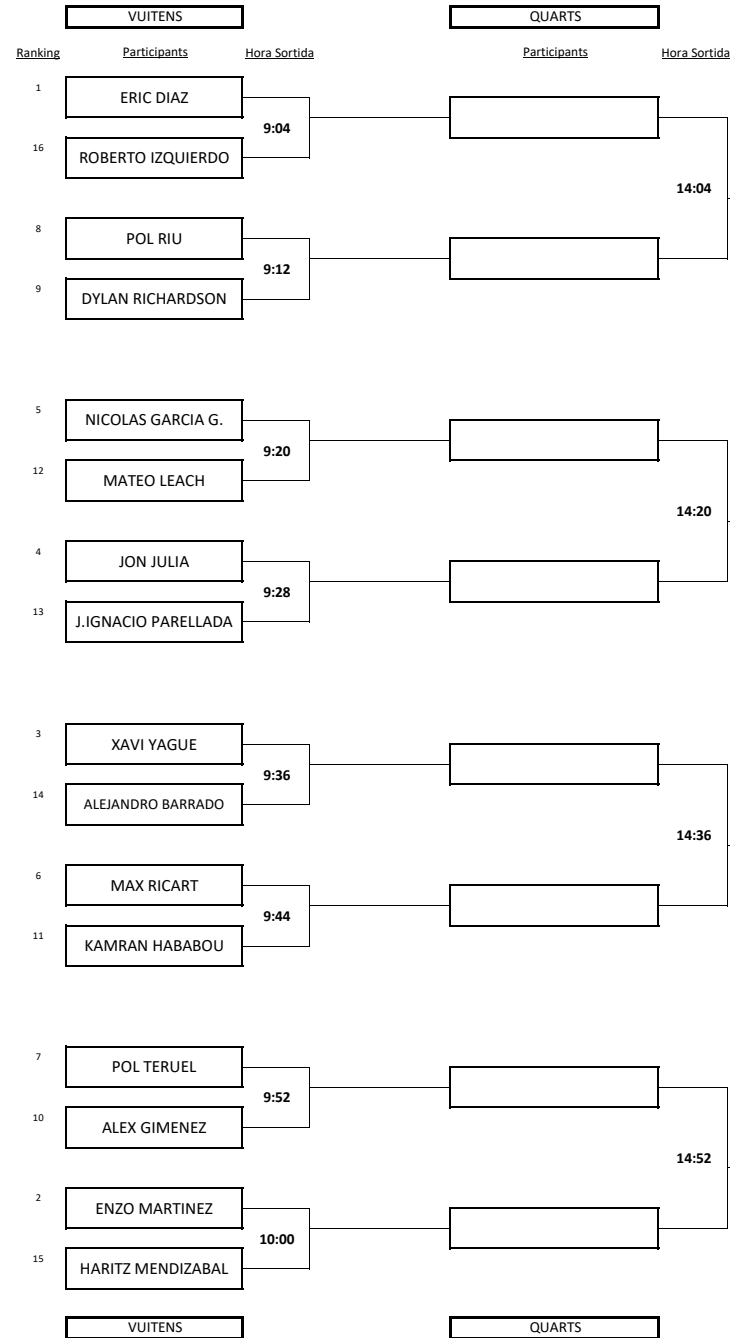 VUITENS QUARTS
Ranking Participants Hora Sortida Participants Hora Sortida
1 ERIC DIAZ
9:04
16 ROBERTO IZQUIERDO
14:04
8 POL RIU
9:12
9 DYLAN RICHARDSON
5 NICOLAS GARCIA G.
9:20
12 MATEO LEACH
14:20
4 JON JULIA
9:28
13 J.IGNACIO PARELLADA
3 XAVI YAGUE
9:36
14 ALEJANDRO BARRADO
14:36
6 MAX RICART
9:44
11 KAMRAN HABABOU
7 POL TERUEL
9:52
10 ALEX GIMENEZ
14:52
2 ENZO MARTINEZ
10:00
15 HARITZ MENDIZABAL
VUITENS QUARTS